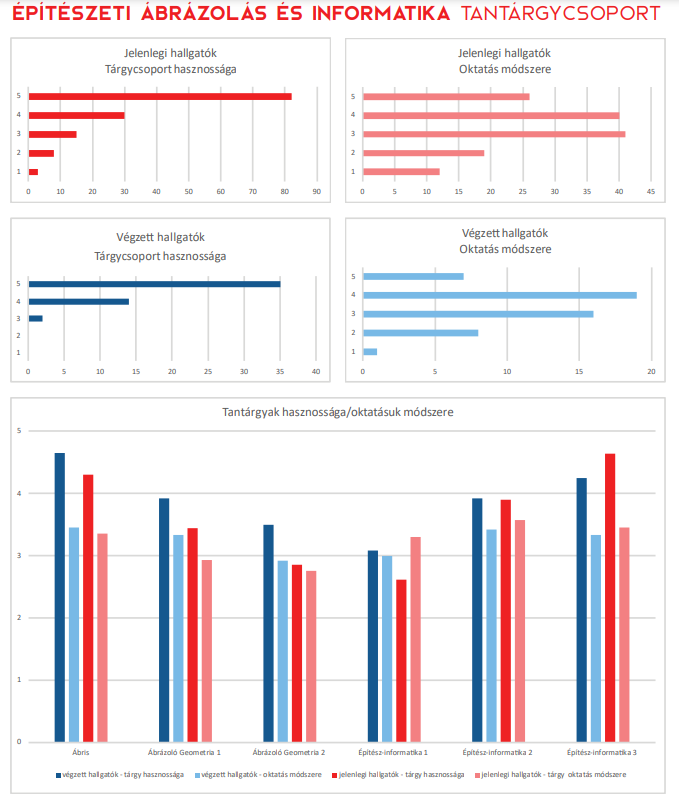 ÉPÍTÉSZETI ÁBRÁZOLÁS ÉS INFORMATIKA TANTÁRGYCSOPORT
Jelenlegi hallgatók
Tárgycsoport hasznossága
5
4
3
2
1
0 10 20 30 40 50 60 70 80 90
Jelenlegi hallgatók
Oktatás módszere
5
4
3
2
1
0 5 10 15 20 25 30 35 40 45
Végzett hallgatók
Tárgycsoport hasznossága
5
4
3
2
1
0 5 10 15 20 25 30 35 40
Végzett hallgatók
Oktatás módszere
5
4
3
2
1
0 5 10 15 20
Tantárgyak hasznossága/oktatásuk módszere
5
4
3
2
1
0
Ábris Ábrázoló Geometria 1 Ábrázoló Geometria 2 Építész-informatika 1 Építész-informatika 2 Építész-informatika 3
végzett hallgatók - tárgy hasznossága végzett hallgatók - oktatás módszere jelenlegi hallgatók - tárgy hasznossága jelenlegi hallgatók - tárgy oktatás módszere